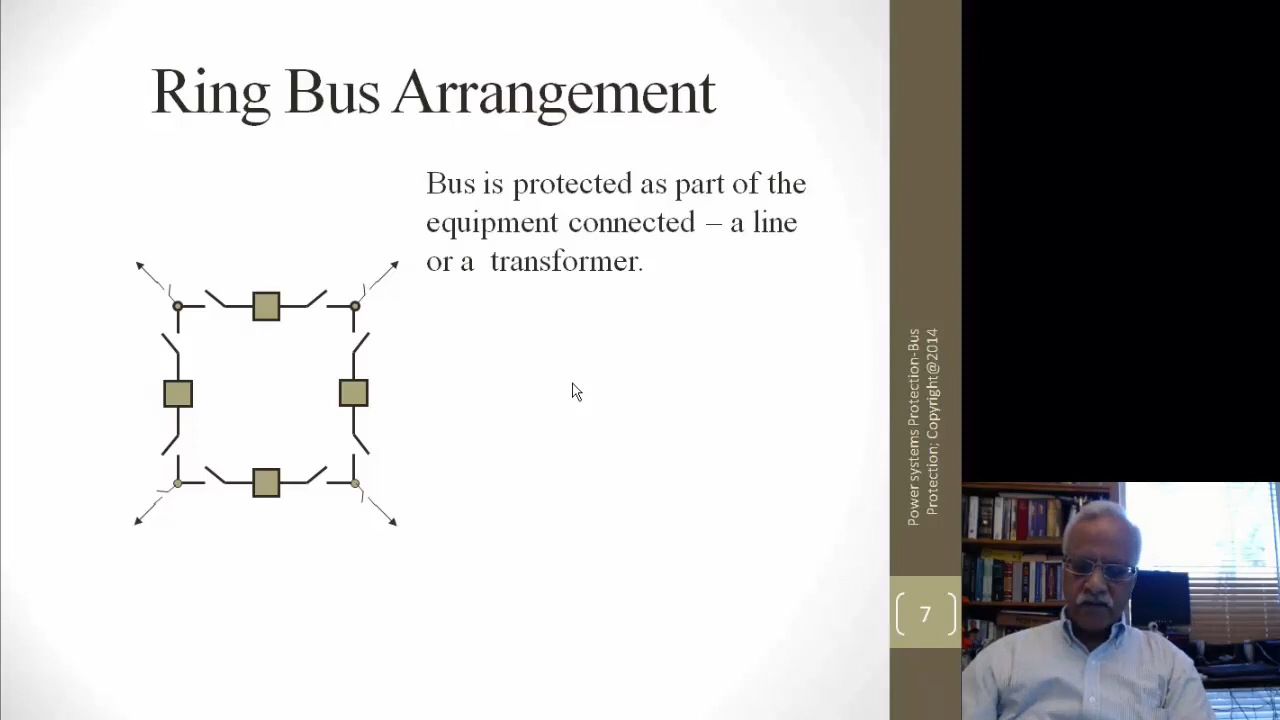 Ring Bus Arrangement
Bus is protected as part of the
equipment connected – a line
or a transformer.
Power systems Protection-Bus
Protection; Copyright@2014
7